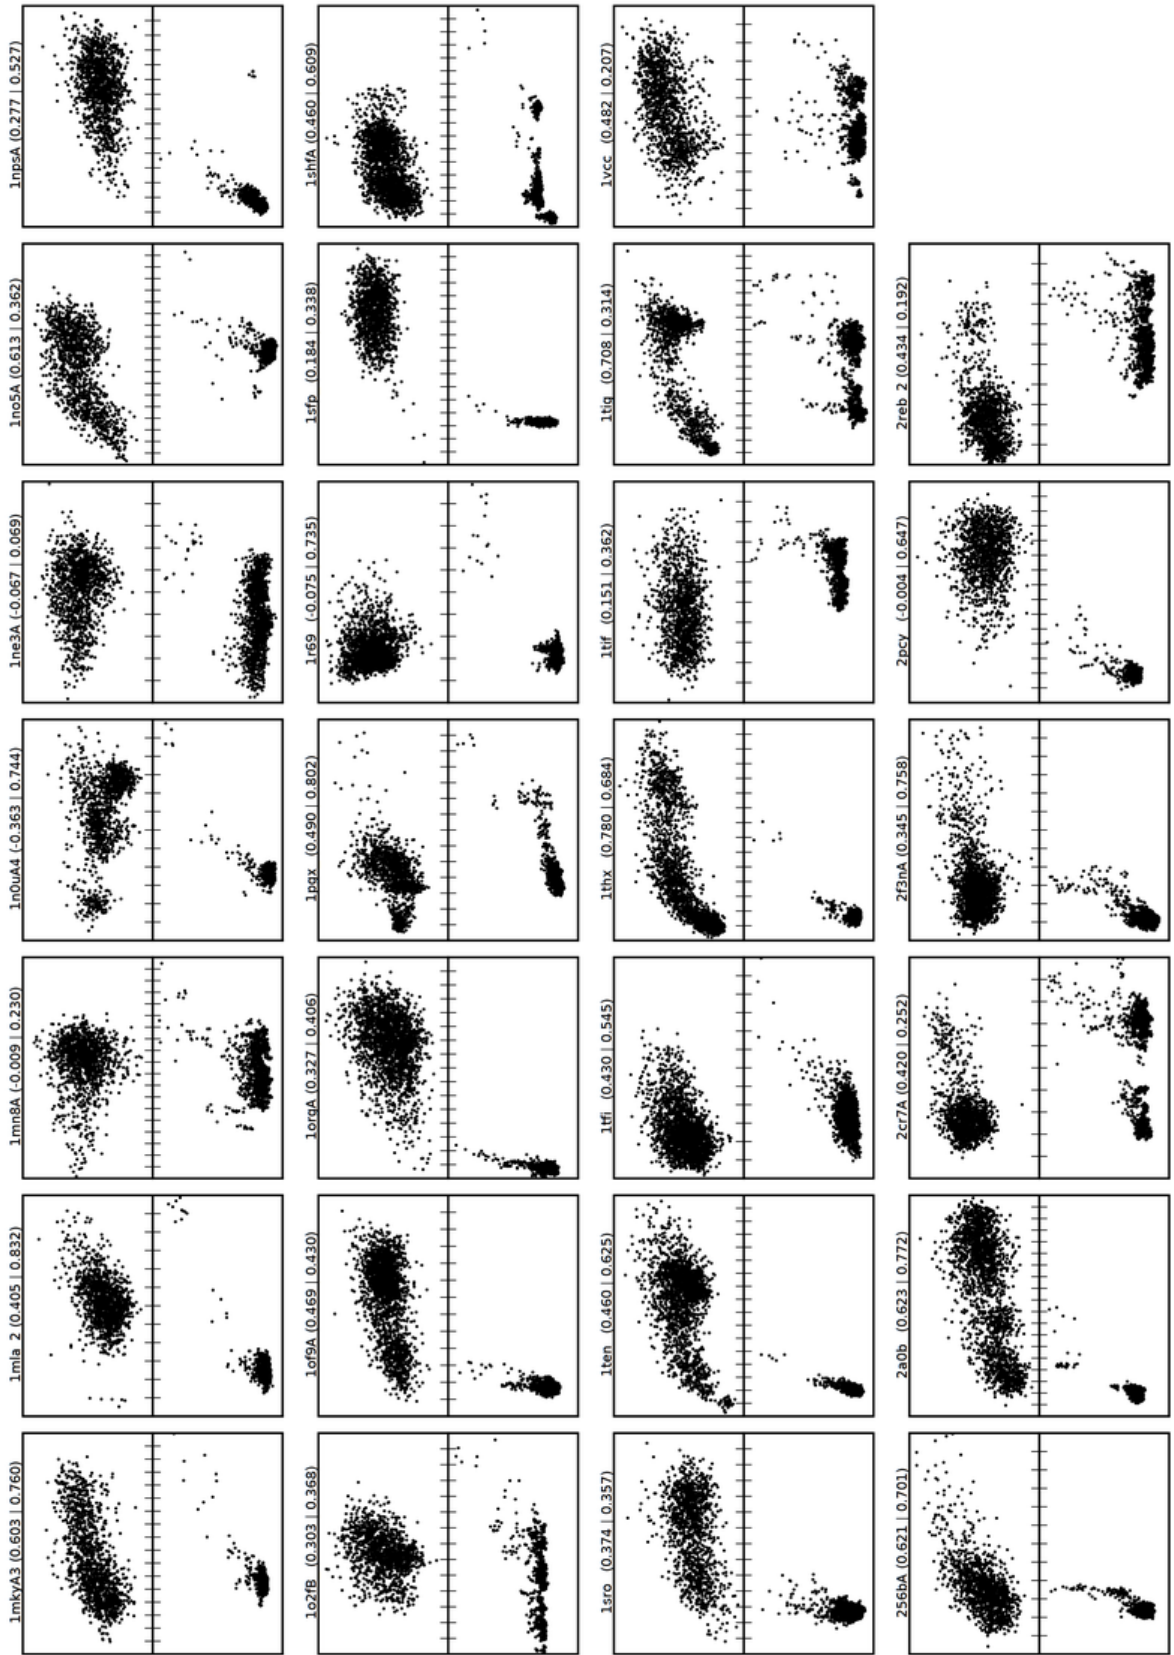 1mkyA3 (0.603 | 0.760)
1mla 2 (0.405 | 0.832)
1mn8A (-0.009 | 0.230)
1n0uA4 (-0.363 | 0.744)
1ne3A (-0.067 | 0.069)
1no5A (0.613 | 0.362)
1npsA (0.277 | 0.527)
1o2fB (0.303 | 0.368)
1of9A (0.469 | 0.430)
1orgA (0.327 | 0.406)
1pgx (0.490 | 0.802)
1r69 (-0.075 | 0.735)
1sfp (0.184 | 0.338)
1shfA (0.460 | 0.609)
1sro (0.374 | 0.357)
1ten (0.460 | 0.625)
1tfi (0.430 | 0.545)
1thx (0.780 | 0.684)
1tif (0.151 | 0.362)
1tig (0.708 | 0.314)
1vcc (0.482 | 0.207)
256bA (0.621 | 0.701)
2a0b (0.623 | 0.772)
2cr7A (0.420 | 0.252)
2f3nA (0.345 | 0.758)
2pcy (-0.004 | 0.647)
2reb 2 (0.434 | 0.192)